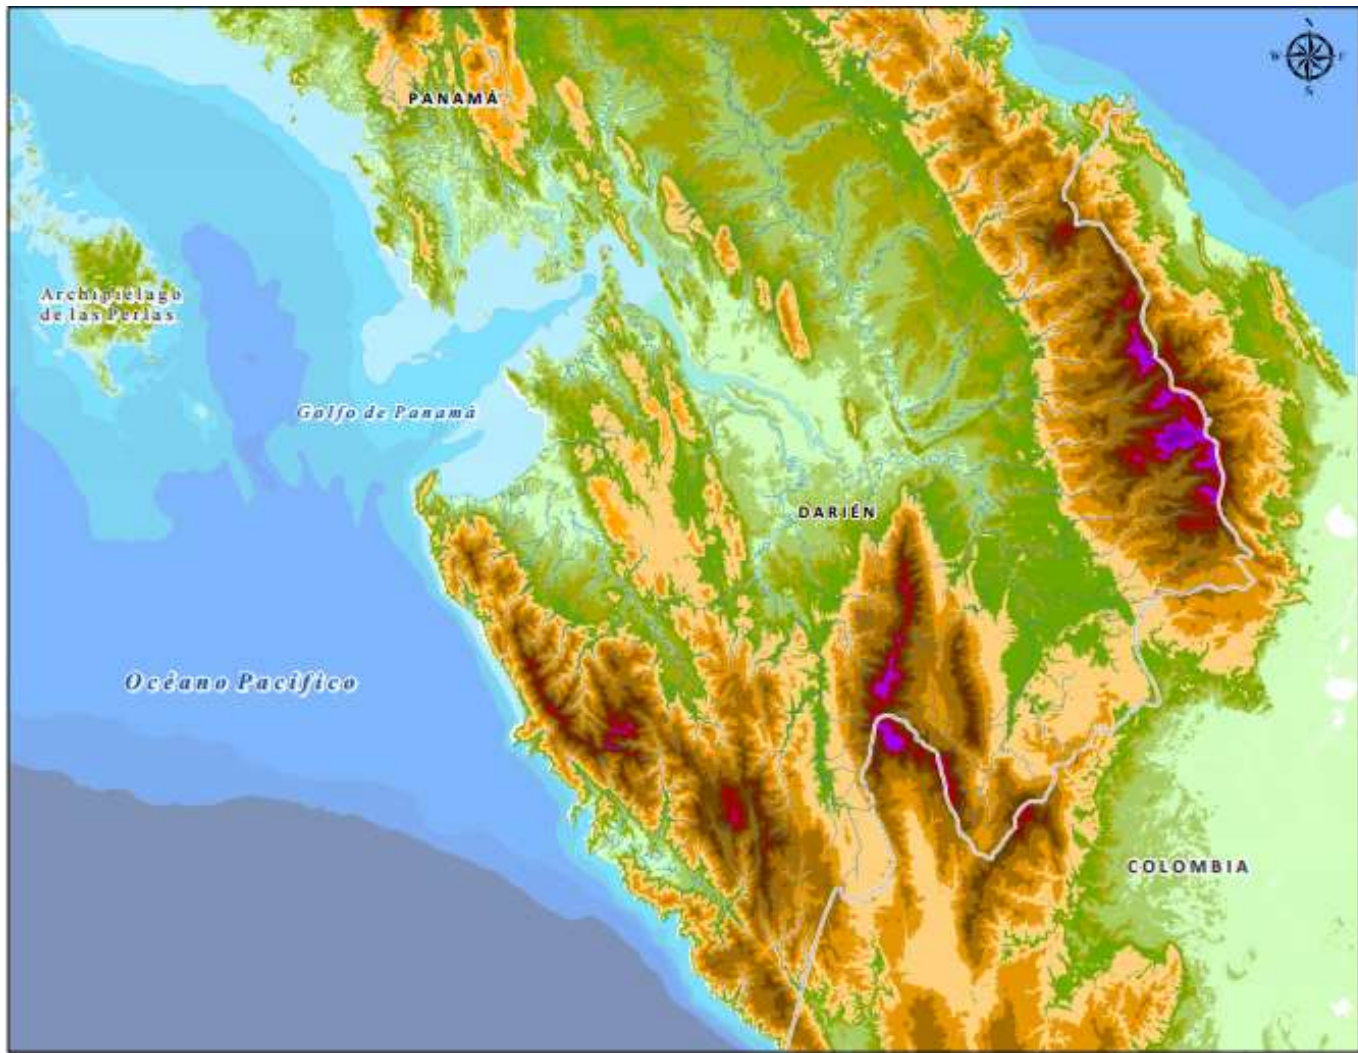 N
W E
S
PANAMÁ
Archipiélago
de las Perlas
Golfo de Panamá
DARIÉN
Océano Pacífico
COLOMBIA